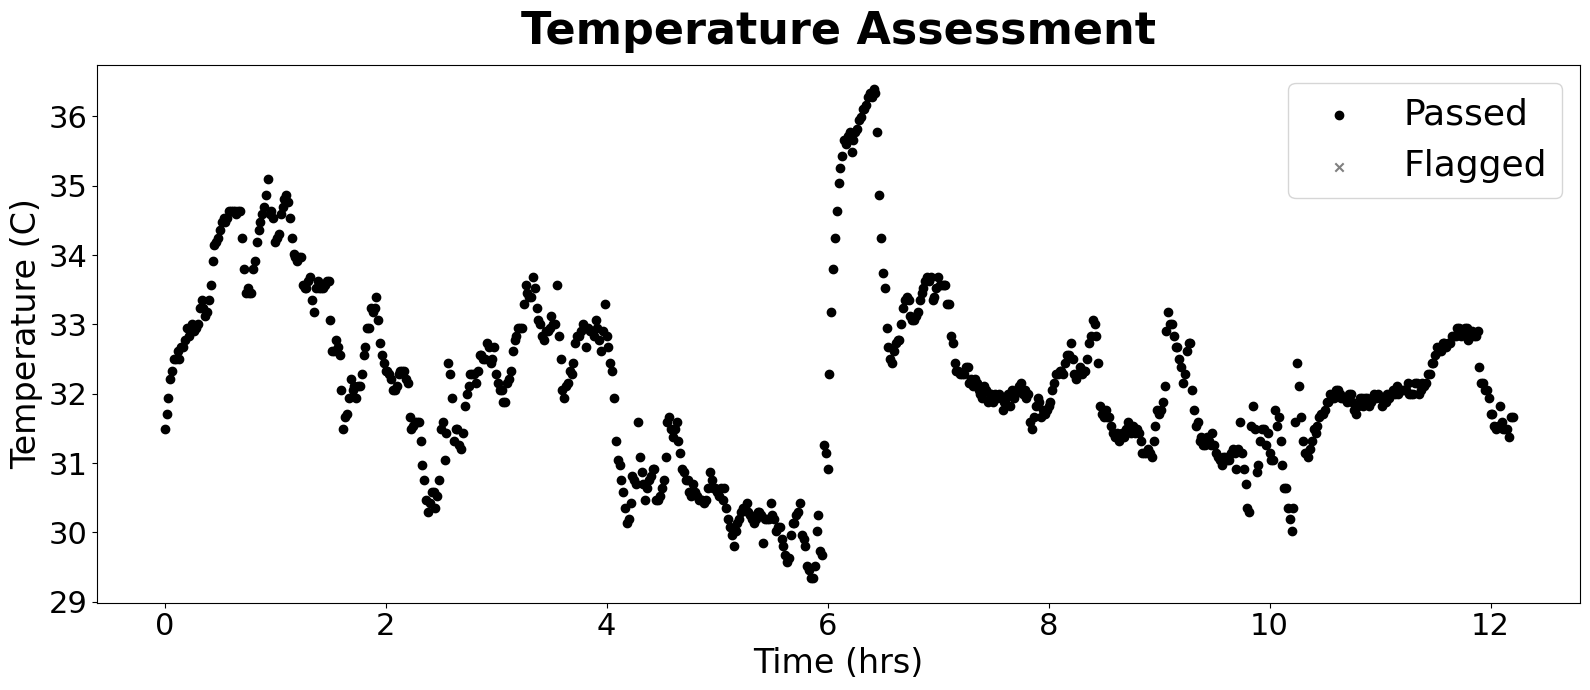 Temperature Assessment
Passed
Flagged
Temperature (C)
36
35
34
33
32
31
30
29
0 2 4 6 8 10 12
Time (hrs)